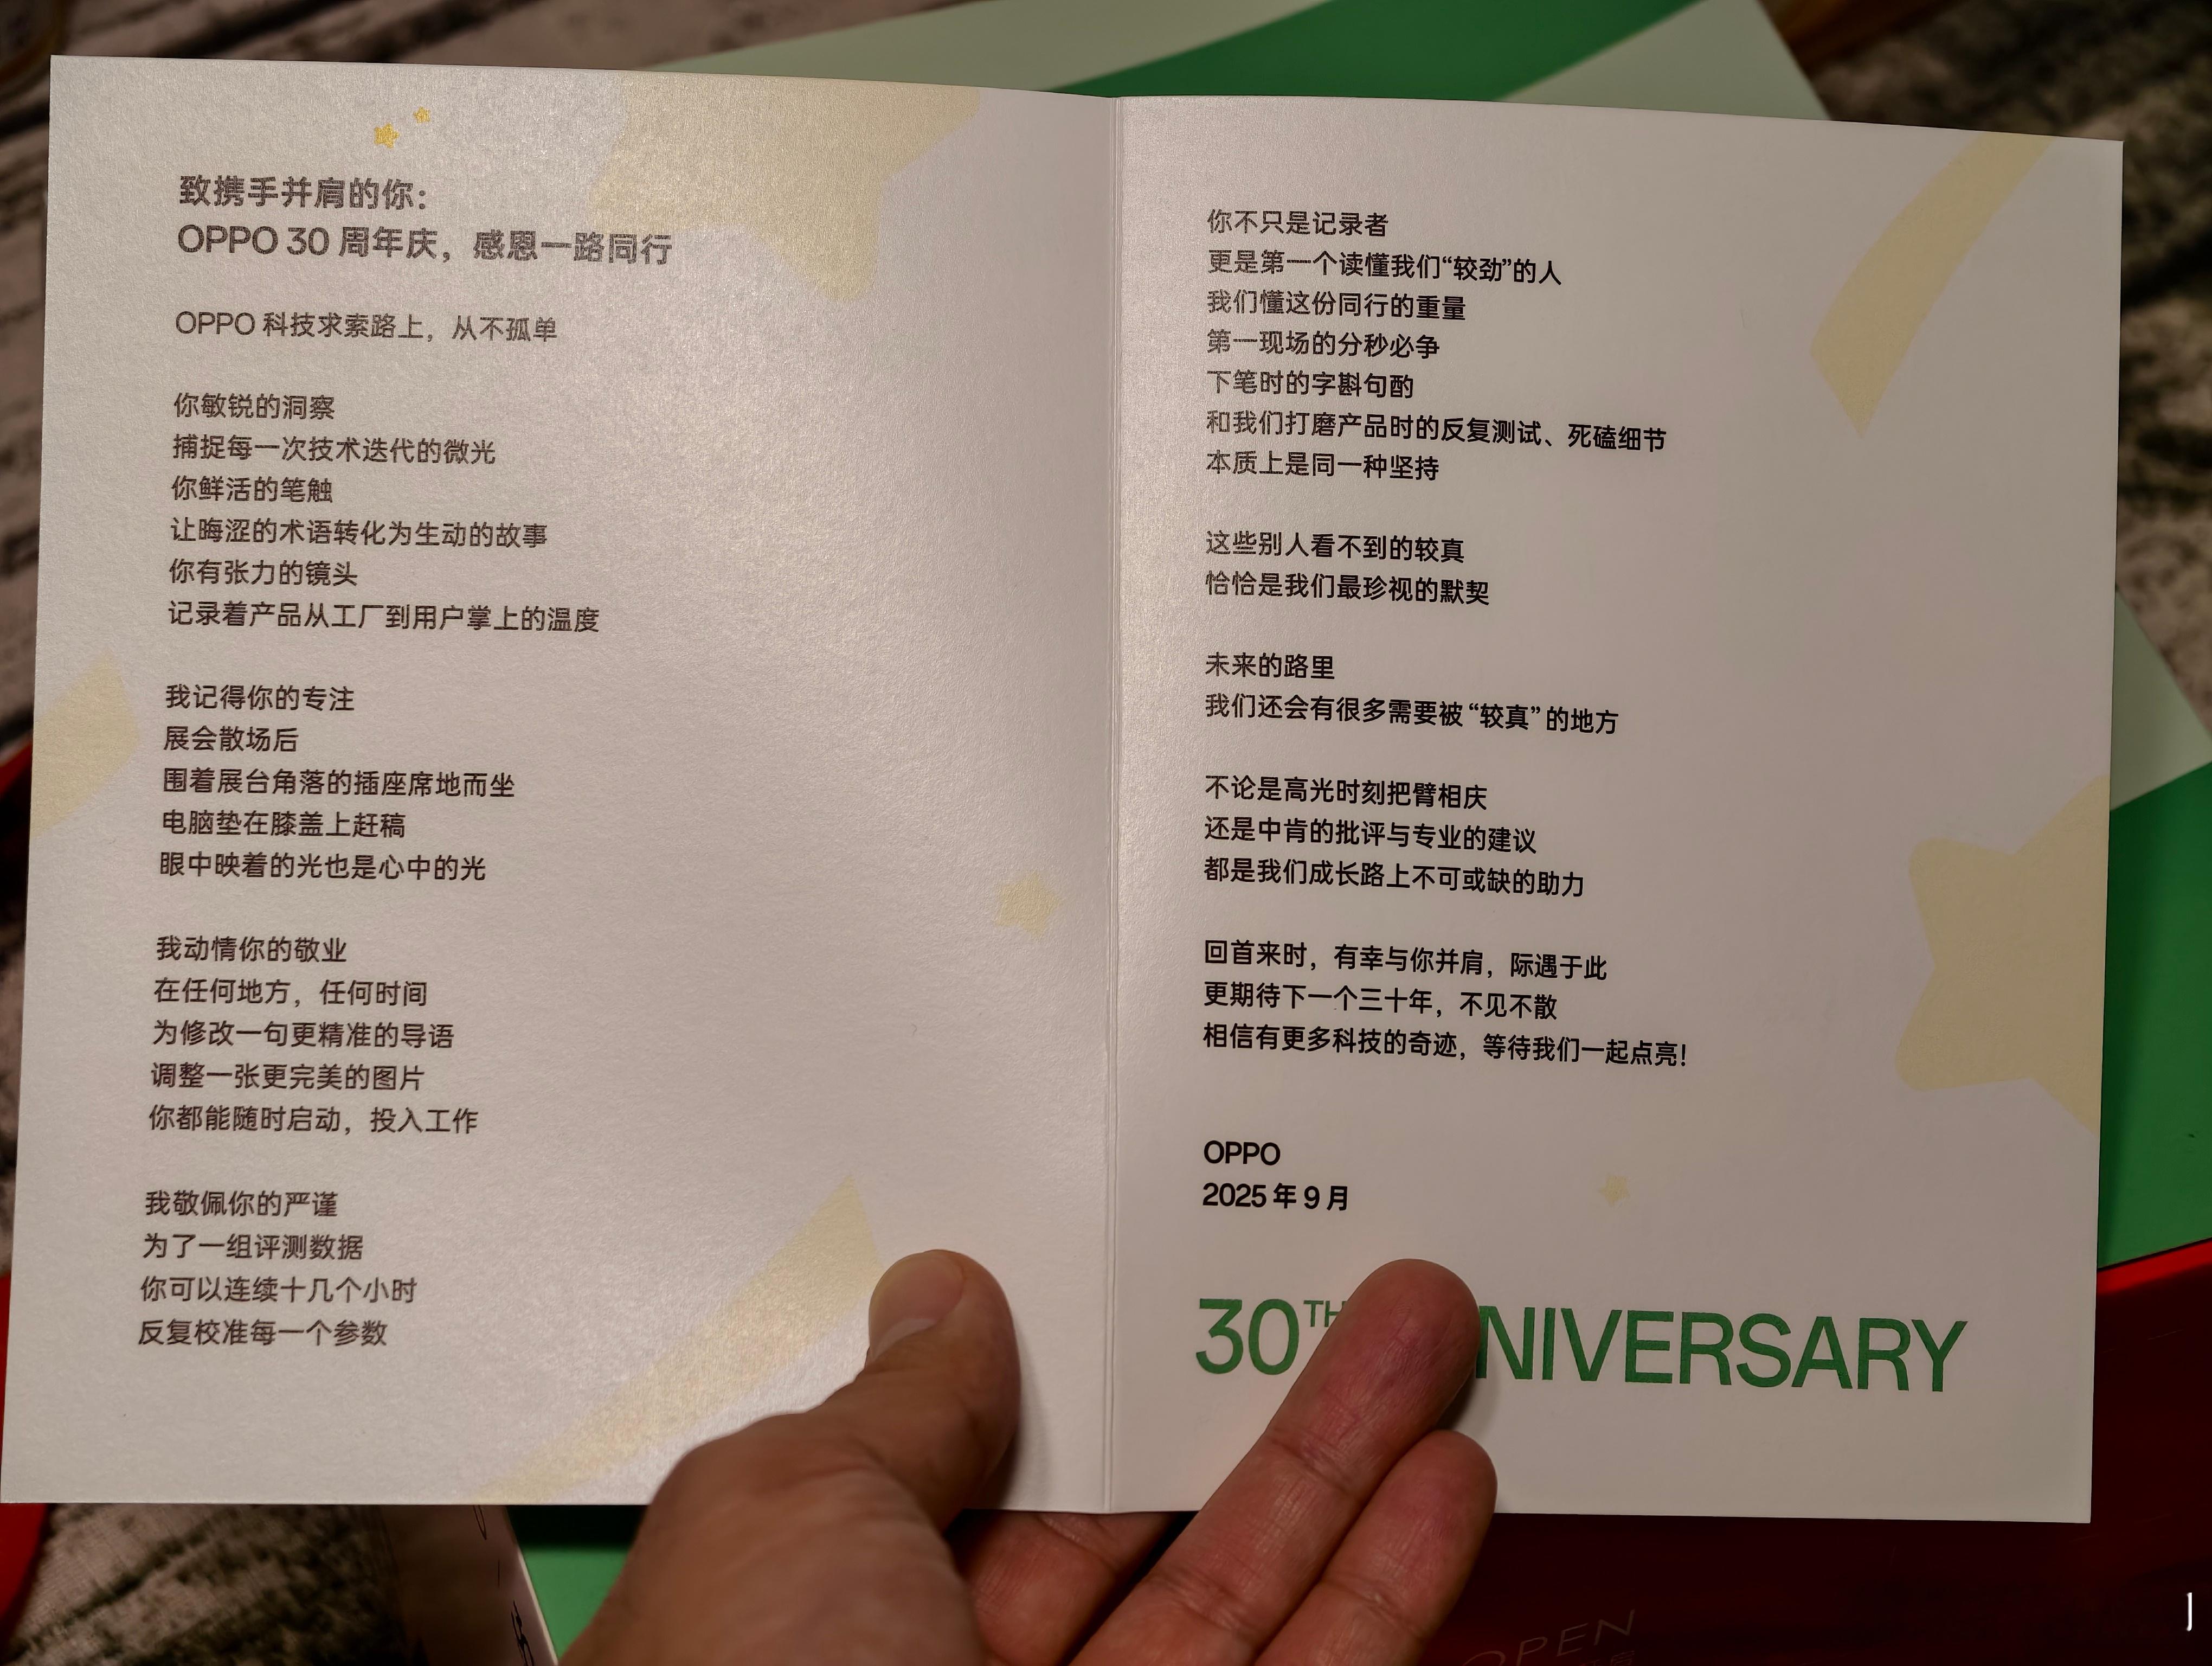 致携手并肩的你：
OPPO 30 周年庆，感恩一路同行
OPPO 科技求索路上，从不孤单
你敏锐的洞察
捕捉每一次技术迭代的微光
你鲜活的笔触
让晦涩的术语转化为生动的故事
你有张力的镜头
记录着产品从工厂到用户掌上的温度
我记得你的专注
展会散场后
围着展台角落的插座席地而坐
电脑垫在膝盖上赶稿
眼中映着的光也是心中的光
我动情你的敬业
在任何地方，任何时间
为修改一句更精准的导语
调整一张更完美的图片
你都能随时启动，投入工作
我敬佩你的严谨
为了一组评测数据
你可以连续十几个小时
反复校准每一个参数
你不只是记录者
更是第一个读懂我们“较劲”的人
我们懂这份同行的重量
第一现场的分秒必争
下笔时的字斟句酌
和我们打磨产品时的反复测试、死磕细节
本质上是同一种坚持
这些别人看不到的较真
恰恰是我们最珍视的默契
未来的路里
我们还会有很多需要被“较真”的地方
不论是高光时刻把臂相庆
还是中肯的批评与专业的建议
都是我们成长路上不可或缺的助力
回首来时，有幸与你并肩，际遇于此
更期待下一个三十年，不见不散
相信有更多科技的奇迹，等待我们一起点亮！
OPPO
2025 年 9 月
30TH NIVERSARY
OPEN